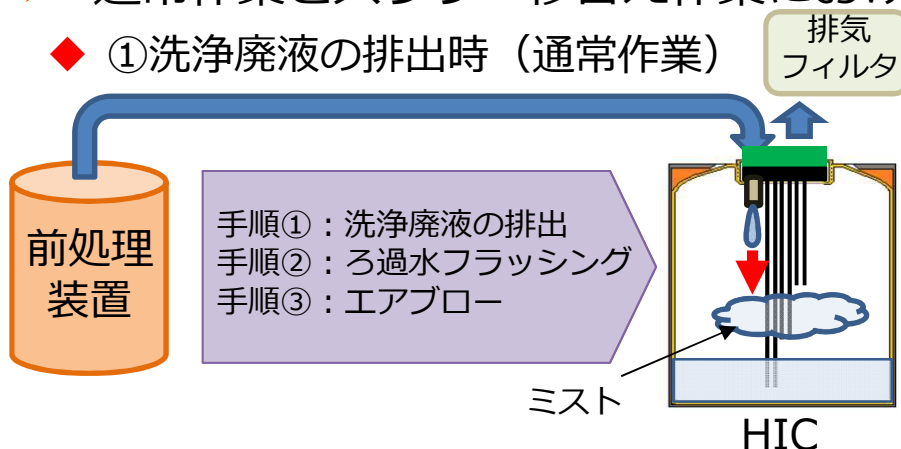 ◆ ①洗浄廃液の排出時(通常作業)
排気
フィルタ
前処理
装置
手順①：洗浄廃液の排出
手順②：ろ過水フラッシング
手順③：エアブロー
ミスト
HIC